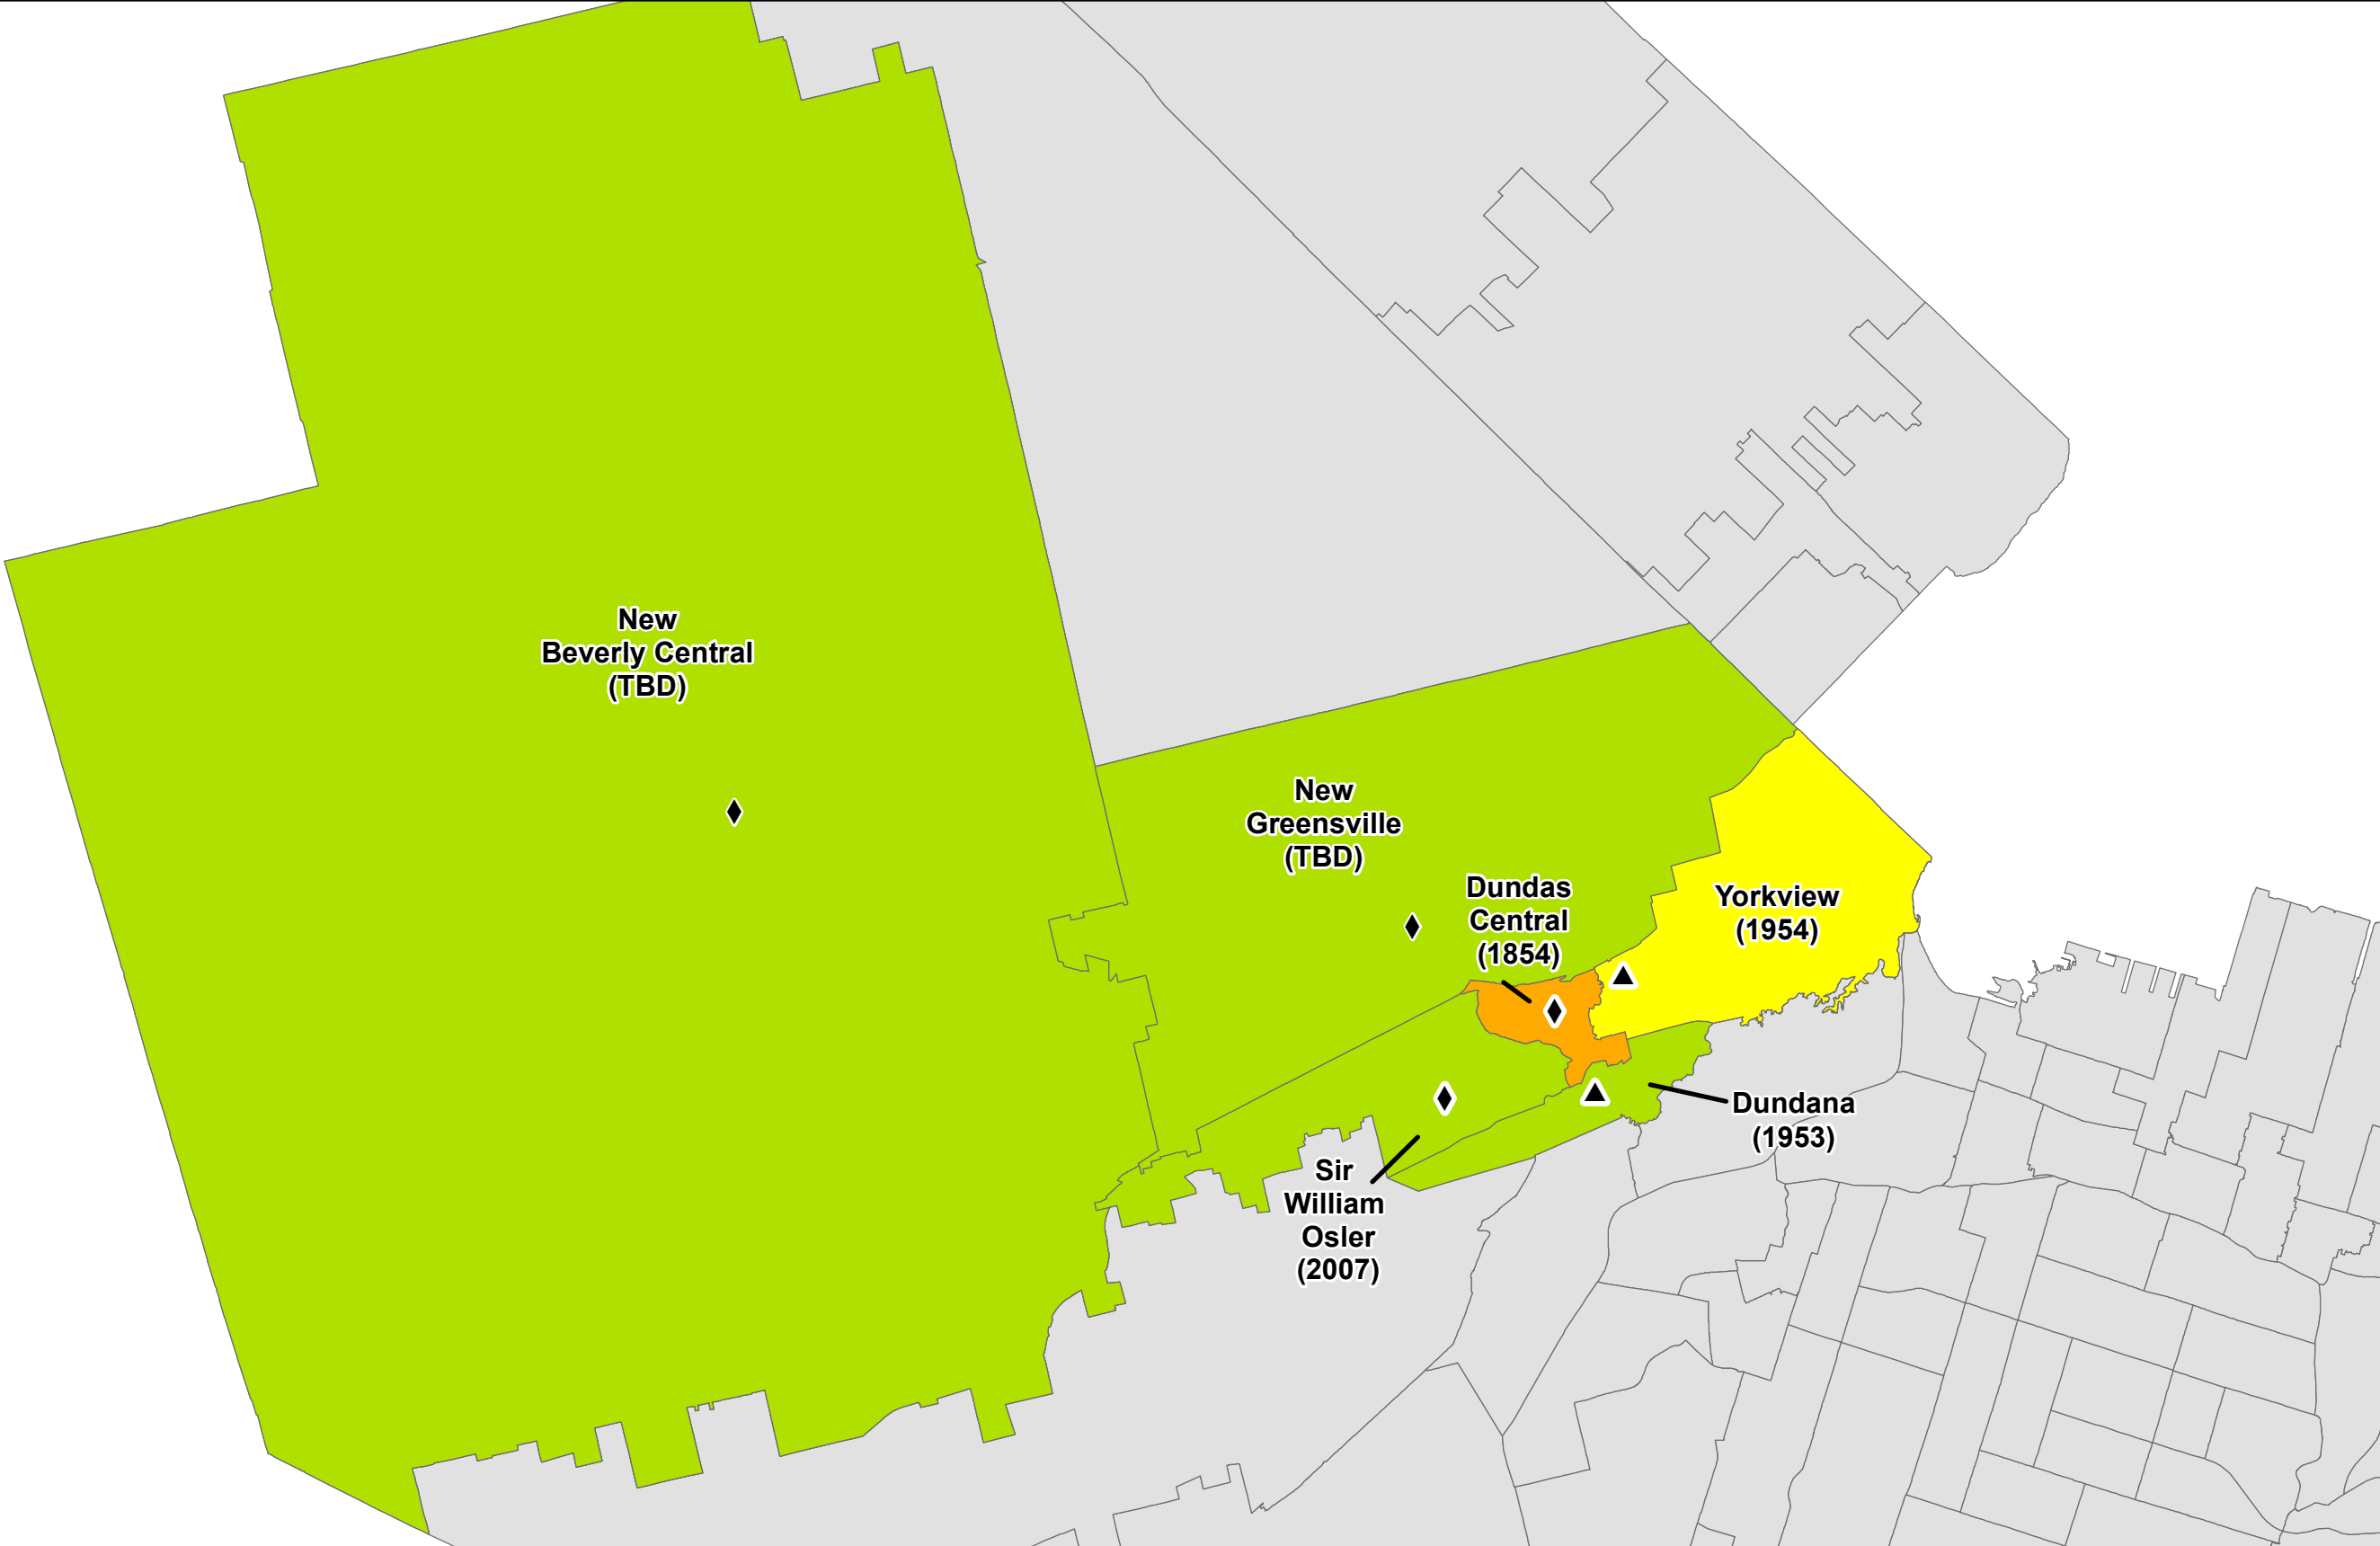 New
Beverly Central
(TBD)
New
Greensville
(TBD)
Dundas
Central
(1854)
Yorkview
(1954)
Dundana
(1953)
Sir
William
Osler
(2007)